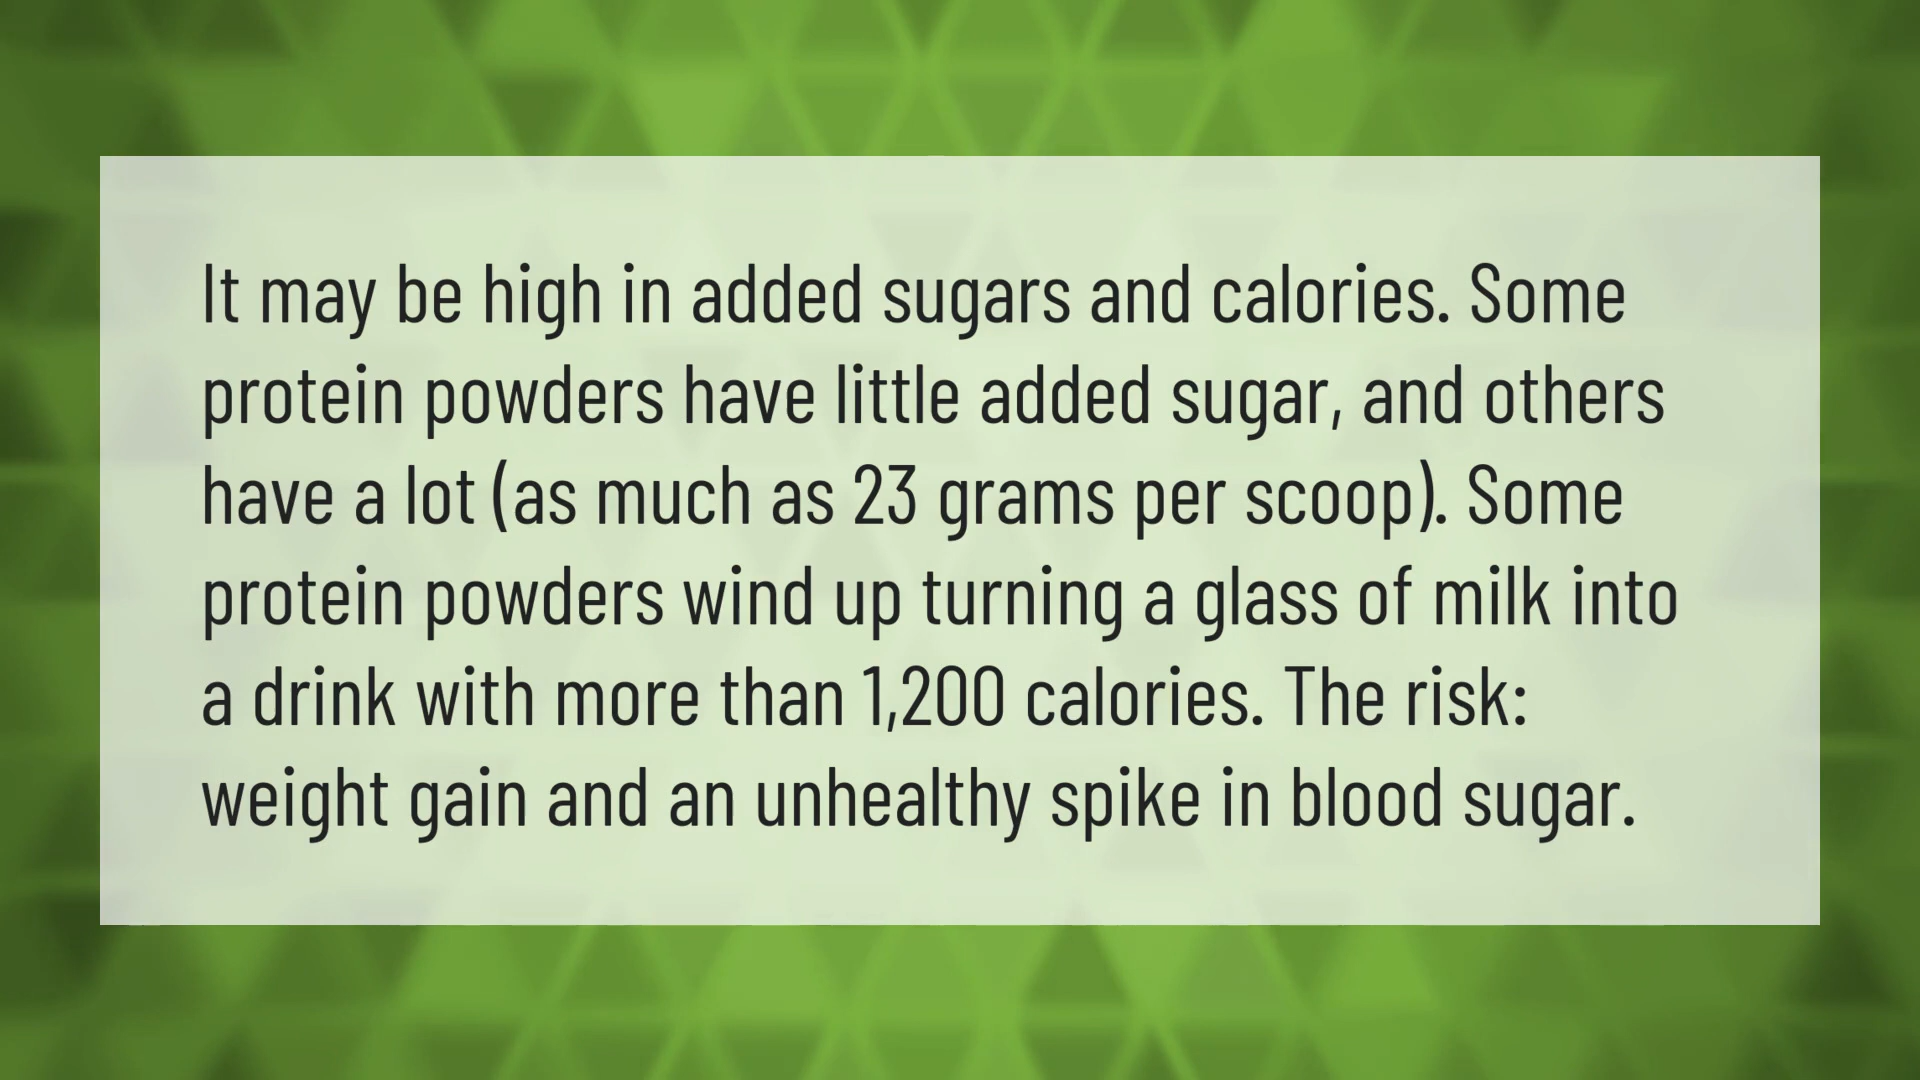 It may be high in added sugars and calories. Some
protein powders have little added sugar, and others
have a lot (as much as 23 grams per scoop). Some
protein powders wind up turning a glass of milk into
a drink with more than 1,200 calories. The risk:
weight gain and an unhealthy spike in blood sugar.